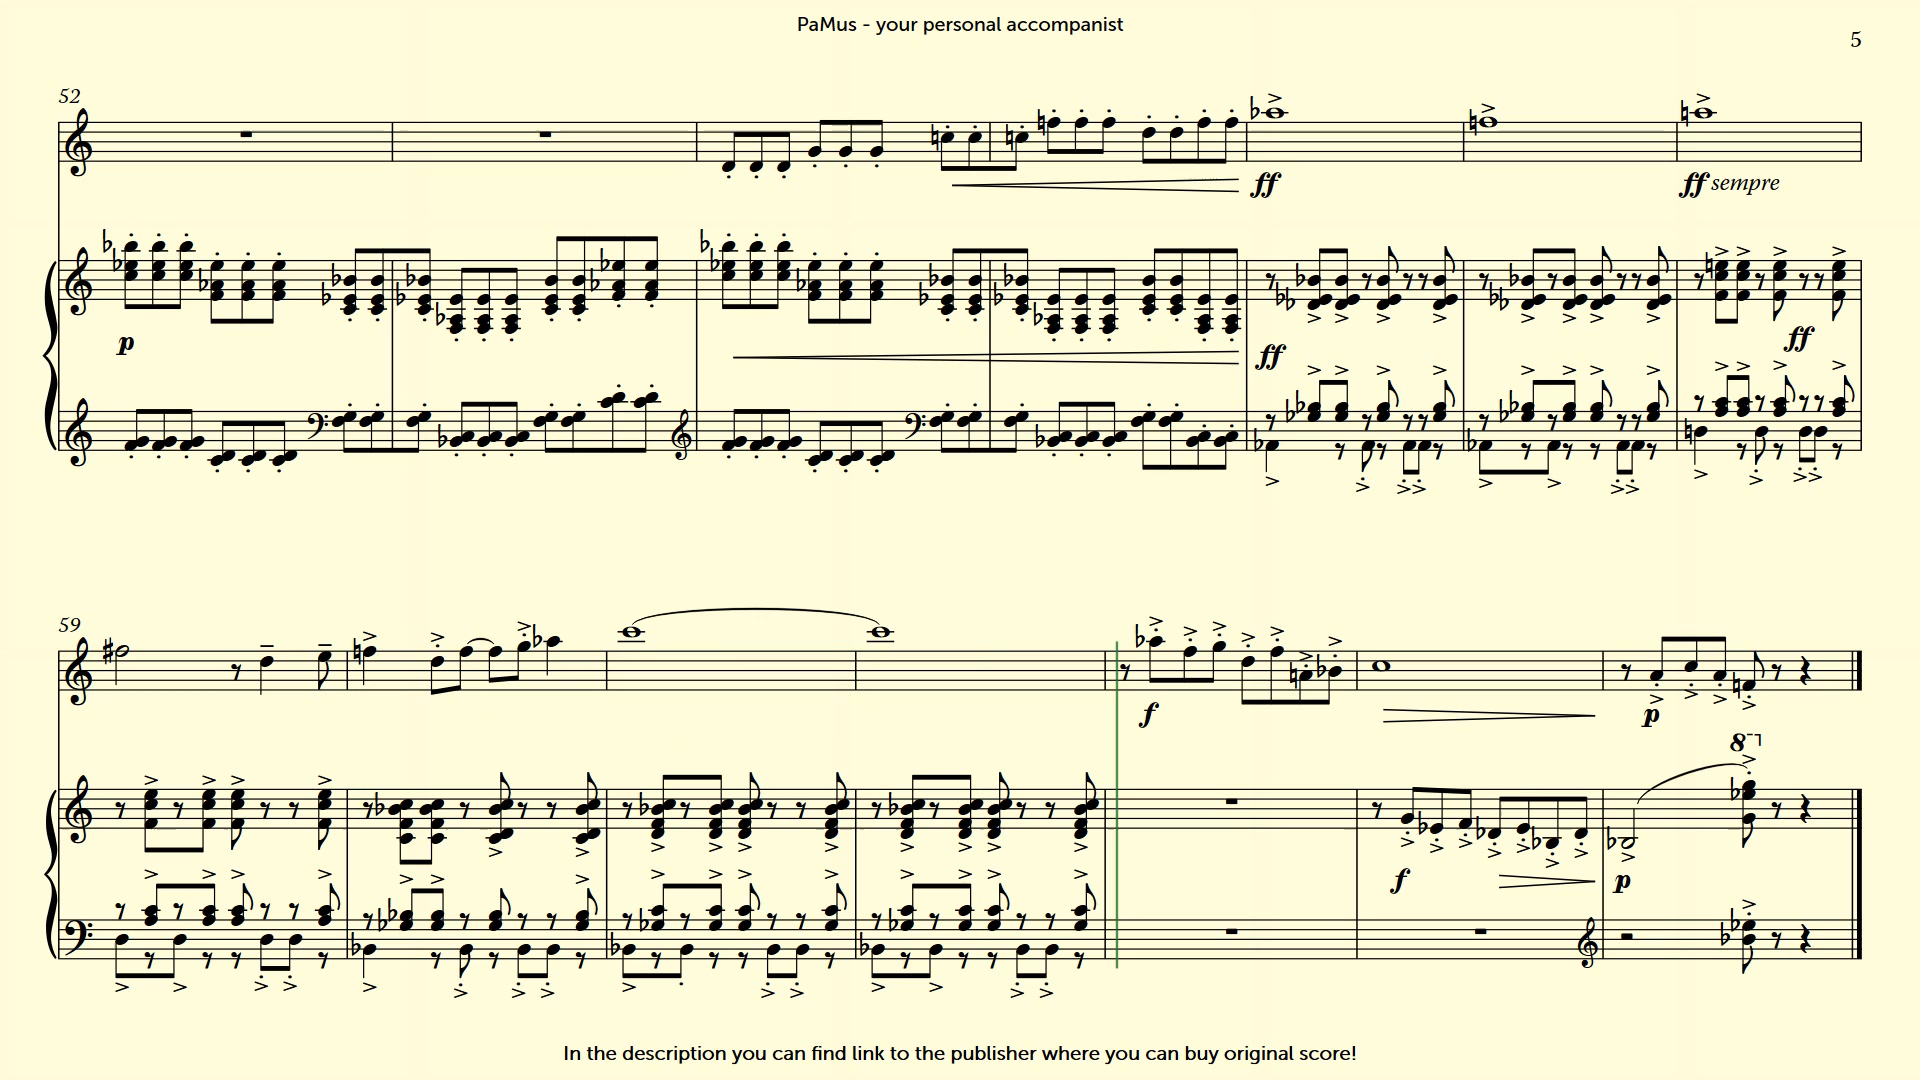 PaMus - your personal accompanist
5
52
ff
ff sempre
p
ff
ff
59
f
p
8
f
p
In the description you can find link to the publisher where you can buy original score!